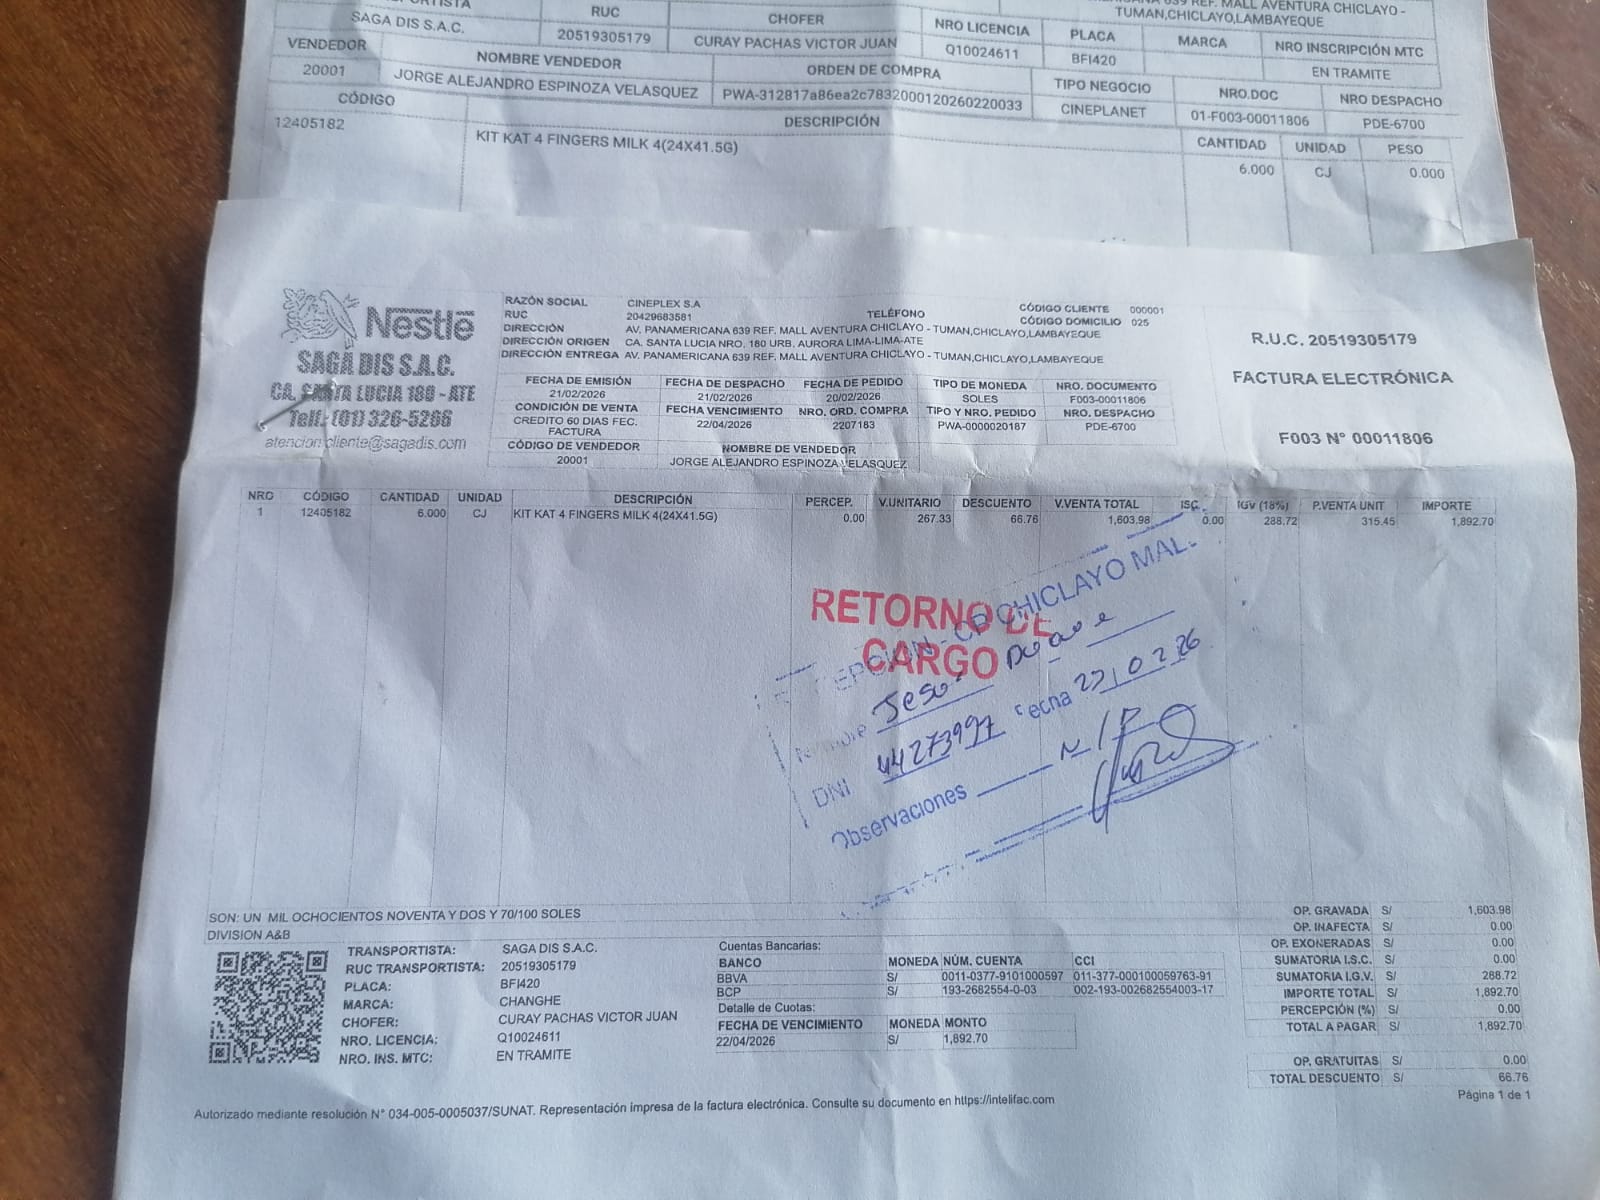 SAGA DIS S.A.C.
RUC
20519305179
CHOFER
CURAY PACHAS VICTOR JUAN
NRO LICENCIA
Q10024611
PLACA
BFI420
MARCA
TUMAN,CHICLAYO,LAMBAYEQUE
639 REF. MALL AVENTURA CHICLAYO -
NRO INSCRIPCIÓN MTC
EN TRAMITE
VENDEDOR
20001
NOMBRE VENDEDOR
JORGE ALEJANDRO ESPINOZA VELASQUEZ
ORDEN DE COMPRA
PWA-312817a86ea2c7832000120260220033
TIPO NEGOCIO
CINEPLANET
NRO.DOC
01-F003-00011806
NRO DESPACHO
PDE-6700
CÓDIGO
DESCRIPCIÓN
CANTIDAD UNIDAD PESO
12405182 KIT KAT 4 FINGERS MILK 4(24X41.5G) 6.000 CJ 0.000
Nestlé
SAGA DIS S.A.C.
CA. SANTA LUCIA 180 - ATE
Telf.: (01) 326-5286
atencion.cliente@sagadis.com
RAZÓN SOCIAL CINEPLEX S.A
RUC 20429683581 TELÉFONO
CÓDIGO CLIENTE 000001
CÓDIGO DOMICILIO 025
DIRECCIÓN AV. PANAMERICANA 639 REF. MALL AVENTURA CHICLAYO - TUMAN,CHICLAYO,LAMBAYEQUE
DIRECCIÓN ORIGEN CA. SANTA LUCIA NRO. 180 URB. AURORA LIMA-LIMA-ATE
DIRECCIÓN ENTREGA AV. PANAMERICANA 639 REF. MALL AVENTURA CHICLAYO - TUMAN,CHICLAYO,LAMBAYEQUE
FECHA DE EMISIÓN FECHA DE DESPACHO FECHA DE PEDIDO TIPO DE MONEDA NRO. DOCUMENTO
21/02/2026 21/02/2026 20/02/2026 SOLES F003-00011806
CONDICIÓN DE VENTA FECHA VENCIMIENTO NRO. ORD. COMPRA TIPO Y NRO. PEDIDO NRO. DESPACHO
CREDITO 60 DIAS FEC. FACTURA 22/04/2026 2207183 PWA-0000020187 PDE-6700
CÓDIGO DE VENDEDOR NOMBRE DE VENDEDOR
20001 JORGE ALEJANDRO ESPINOZA VELASQUEZ
R.U.C. 20519305179
FACTURA ELECTRÓNICA
F003 N° 00011806
NRO CÓDIGO CANTIDAD UNIDAD DESCRIPCIÓN PERCEP. V.UNITARIO DESCUENTO V.VENTA TOTAL ISC. IGV (18%) P.VENTA UNIT IMPORTE
1 12405182 6.000 CJ KIT KAT 4 FINGERS MILK 4(24X41.5G) 0.00 267.33 66.76 1,603.98 0.00 288.72 315.45 1,892.70
RETORNO DE
CARGO
CP CHICLAYO MAL.
DNI 44273997 Fecha
Observaciones
SON: UN MIL OCHOCIENTOS NOVENTA Y DOS Y 70/100 SOLES
DIVISION A&B
TRANSPORTISTA: SAGA DIS S.A.C.
RUC TRANSPORTISTA: 20519305179
PLACA: BFI420
MARCA: CHANGHE
CHOFER: CURAY PACHAS VICTOR JUAN
NRO. LICENCIA: Q10024611
NRO. INS. MTC: EN TRAMITE
Cuentas Bancarias:
BANCO MONEDA NÚM. CUENTA CCI
BBVA S/ 0011-0377-9101000597 011-377-000100059763-91
BCP S/ 193-2682554-0-03 002-193-002682554003-17
Detalle de Cuotas:
FECHA DE VENCIMIENTO MONEDA MONTO
22/04/2026 S/ 1,892.70
OP. GRAVADA S/ 1,603.98
OP. INAFECTA S/ 0.00
OP. EXONERADAS S/ 0.00
SUMATORIA I.S.C. S/ 0.00
SUMATORIA I.G.V. S/ 288.72
IMPORTE TOTAL S/ 1,892.70
PERCEPCIÓN (%) S/ 0.00
TOTAL A PAGAR S/ 1,892.70
OP. GRATUITAS S/ 0.00
TOTAL DESCUENTO S/ 66.76
Página 1 de 1
Autorizado mediante resolución N° 034-005-0005037/SUNAT. Representación impresa de la factura electrónica. Consulte su documento en https://intelifac.com